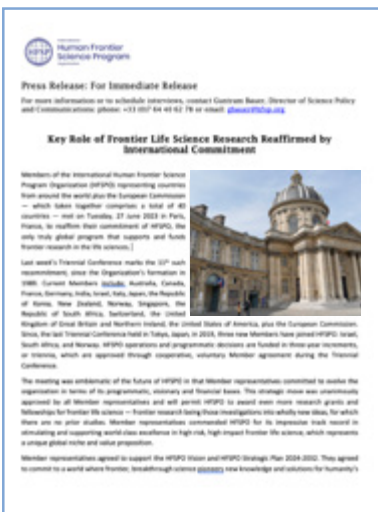 International
Human Frontier
Science Program
HFSP
Press Release: For Immediate Release
For more information or to schedule interviews, contact Guntram Bauer, Director of Science Policy
and Communications: phone: +33 (0)7 64 40 62 78 or email:
Key Role of Frontier Life Science Research Reaffirmed by
International Commitment
Members of the International Human Frontier Science
Program Organization (HFSPO) representing countries
from around the world plus the European Commission
— which taken together comprises a total of 40
countries — met on Tuesday, 27 June 2023 in Paris,
France, to reaffirm their commitment of HFSPO, the
only truly global program that supports and funds
frontier research in the life sciences.
Last week's Triennial Conference marks the 11th such
recommitment, since the Organization's formation in
1989. Current Members include: Australia, Canada,
France, Germany, India, Israel, Italy, Japan, the Republic
of Korea, New Zealand, Norway, Singapore, the
Republic of South Africa, Switzerland, the United
Kingdom of Great Britain and Northern Ireland, the United States of America, plus the European Commission.
Since, the last Triennial Conference held in Tokyo, Japan, in 2019, three new Members have joined HFSPO: Israel,
South Africa, and Norway. HFSPO operations and programmatic decisions are funded in three-year increments,
or triennia, which are approved through cooperative, voluntary Member agreement during the Triennial
Conference.
The meeting was emblematic of the future of HFSPO in that Member representatives committed to evolve the
organization in terms of its programmatic, visionary and financial bases. This strategic move was unanimously
approved by all Member representatives and will permit HFSPO to award even more research grants and
fellowships for frontier life science — frontier research being those investigations into wholly new ideas, for which
there are no prior studies. Member representatives commended HFSPO for its impressive track record in
stimulating and supporting world class excellence in high risk, high impact frontier life science, which represents
a unique global niche and value proposition.
Member representatives agreed to support the HFSPO Vision and HFSPO Strategic Plan 2024-2032. They agreed
to commit to a world where frontier, breakthrough science pioneers new knowledge and solutions for humanity's